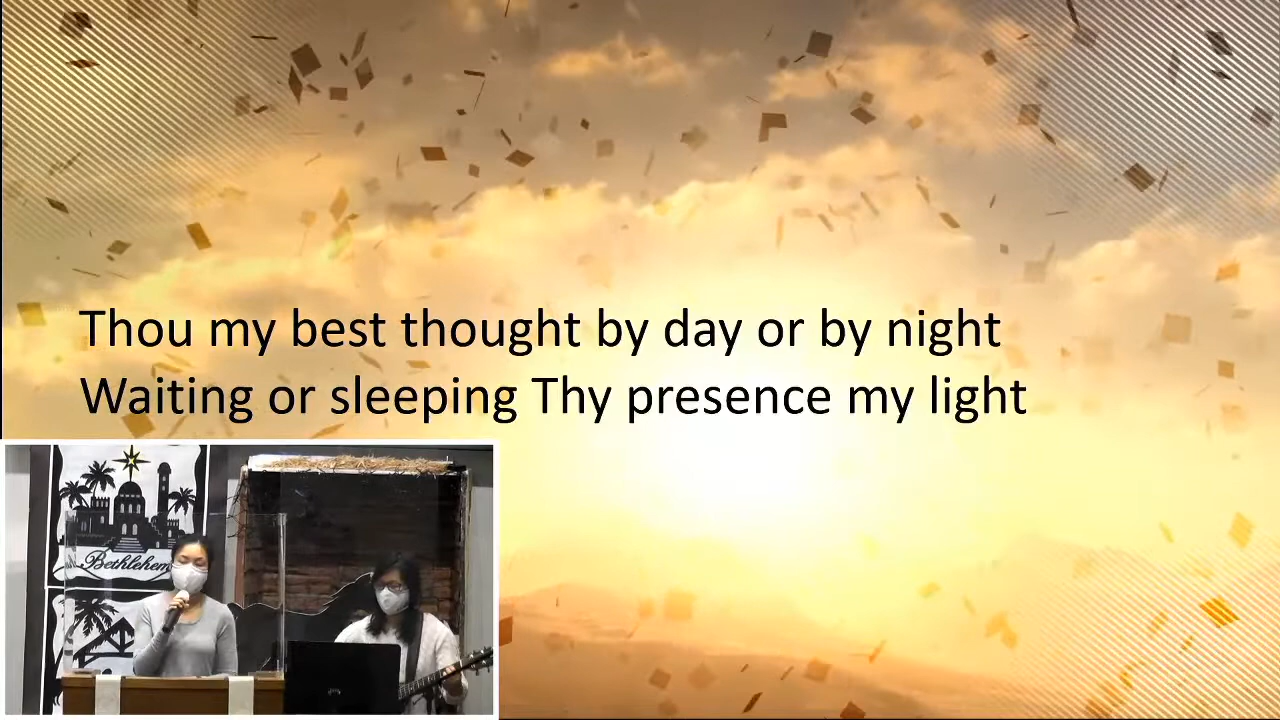 Thou my best thought by day or by night
Waiting or sleeping Thy presence my light
Bethlehem